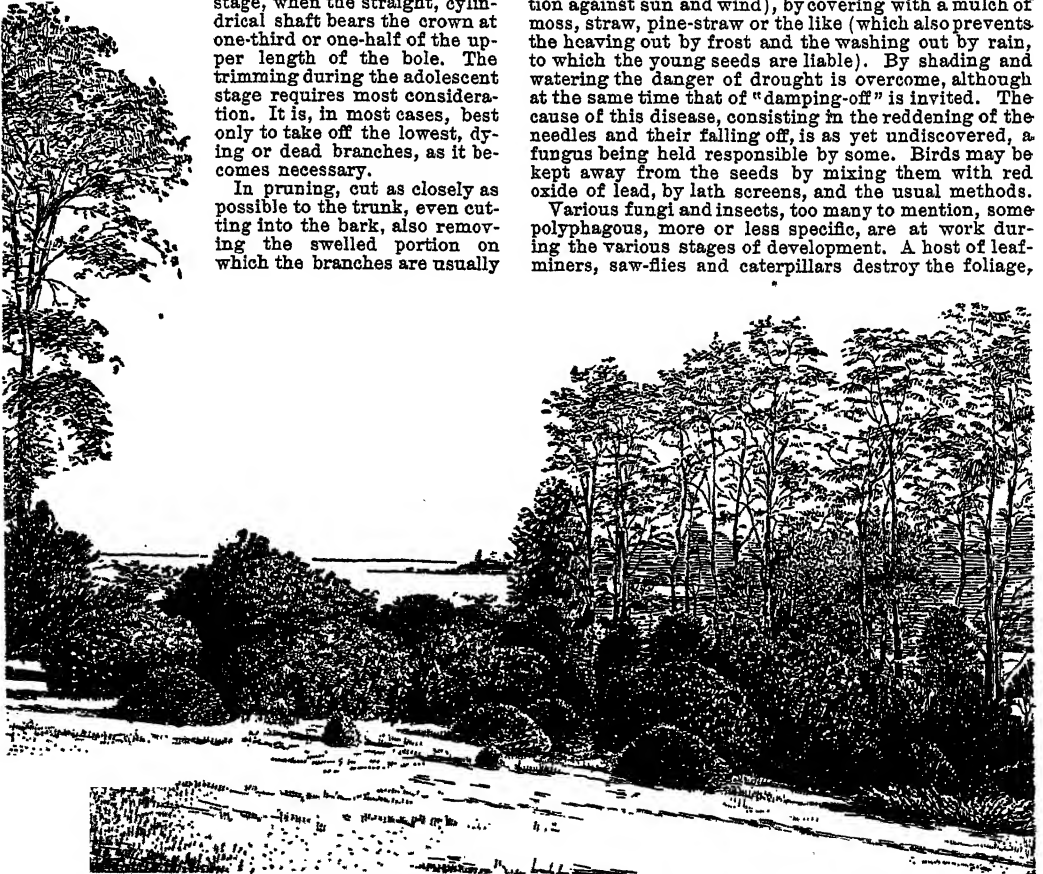 stage, when the straight, cylin-
drical shaft bears the crown at
one-third or one-half of the up-
per length of the bole. The
trimming during the adolescent
stage requires most considera-
tion. It is, in most cases, best
only to take off the lowest, dy-
ing or dead branches, as it be-
comes necessary.
In pruning, cut as closely as
possible to the trunk, even cut-
ting into the bark, also remov-
ing the swelled portion on
which the branches are usually
tion against sun and wind), by covering with a mulch of
moss, straw, pine-straw or the like (which also prevents
the heaving out by frost and the washing out by rain,
to which the young seeds are liable). By shading and
watering the danger of drought is overcome, although
at the same time that of "damping-off" is invited. The
cause of this disease, consisting in the reddening of the
needles and their falling off, is as yet undiscovered, a
fungus being held responsible by some. Birds may be
kept away from the seeds by mixing them with red
oxide of lead, by lath screens, and the usual methods.
Various fungi and insects, too many to mention, some
polyphagous, more or less specific, are at work dur-
ing the various stages of development. A host of leaf-
miners, saw-flies and caterpillars destroy the foliage,